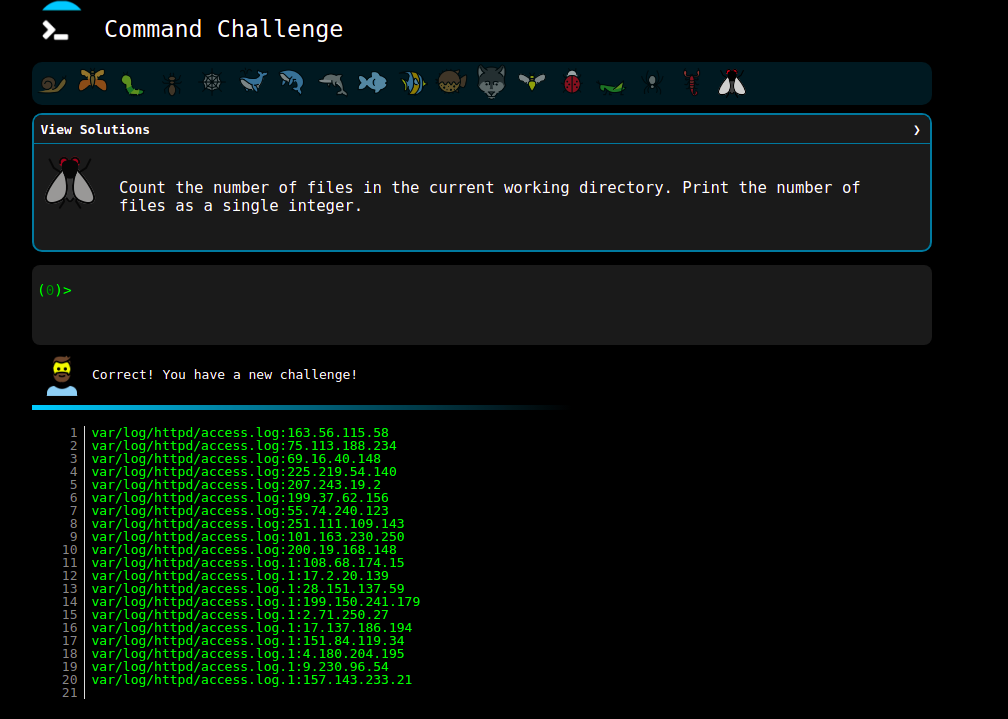 Command Challenge
View Solutions ❯
Count the number of files in the current working directory. Print the number of
files as a single integer.
(0)>
Correct! You have a new challenge!
1 var/log/httpd/access.log:163.56.115.58
2 var/log/httpd/access.log:75.113.188.234
3 var/log/httpd/access.log:69.16.40.148
4 var/log/httpd/access.log:225.219.54.140
5 var/log/httpd/access.log:207.243.19.2
6 var/log/httpd/access.log:199.37.62.156
7 var/log/httpd/access.log:55.74.240.123
8 var/log/httpd/access.log:251.111.109.143
9 var/log/httpd/access.log:101.163.230.250
10 var/log/httpd/access.log:200.19.168.148
11 var/log/httpd/access.log.1:108.68.174.15
12 var/log/httpd/access.log.1:17.2.20.139
13 var/log/httpd/access.log.1:28.151.137.59
14 var/log/httpd/access.log.1:199.150.241.179
15 var/log/httpd/access.log.1:2.71.250.27
16 var/log/httpd/access.log.1:17.137.186.194
17 var/log/httpd/access.log.1:151.84.119.34
18 var/log/httpd/access.log.1:4.180.204.195
19 var/log/httpd/access.log.1:9.230.96.54
20 var/log/httpd/access.log.1:157.143.233.21
21